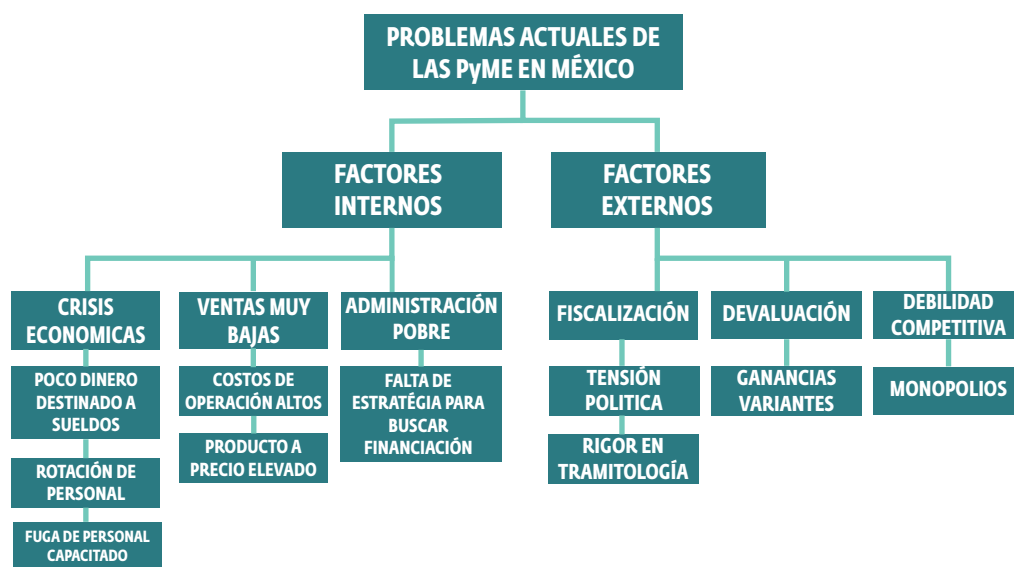 PROBLEMAS ACTUALES DE
LAS PyME EN MÉXICO
FACTORES
INTERNOS
FACTORES
EXTERNOS
CRISIS
ECONOMICAS
VENTAS MUY
BAJAS
ADMINISTRACIÓN
POBRE
FISCALIZACIÓN
DEVALUACIÓN
DEBILIDAD
COMPETITIVA
POCO DINERO
DESTINADO A
SUELDOS
COSTOS DE
OPERACIÓN ALTOS
FALTA DE
ESTRATÉGIA PARA
BUSCAR
FINANCIACIÓN
TENSIÓN
POLITICA
GANANCIAS
VARIANTES
MONOPOLIOS
ROTACIÓN DE
PERSONAL
PRODUCTO A
PRECIO ELEVADO
RIGOR EN
TRAMITOLOGÍA
FUGA DE PERSONAL
CAPACITADO